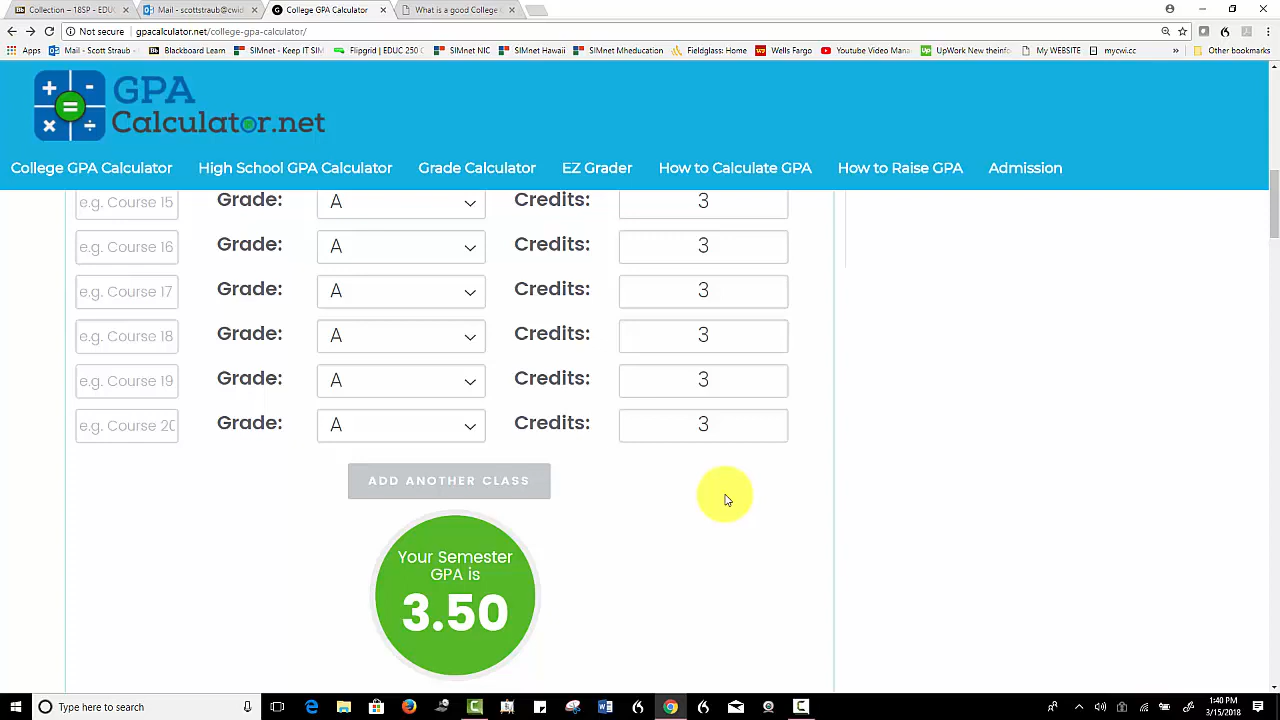 Collection – 18SP - EDU
Mail - scottstraub@cwid
College GPA Calculator
What is a good College
Not secure | gpacalculator.net/college-gpa-calculator/
Apps Mail - Scott Straub Blackboard Learn SIMnet - Keep IT SIM Flipgrid | EDUC 250 C SIMnet NIC SIMnet Hawaii SIMnet Mheducation Fieldglass: Home Wells Fargo Youtube Video Mana UpWork New theinfo My WEBSITE mycwi.cc » Other bookmarks
GPA
Calculator.net
College GPA Calculator High School GPA Calculator Grade Calculator EZ Grader How to Calculate GPA How to Raise GPA Admission
e.g. Course 15 Grade: A Credits: 3
e.g. Course 16 Grade: A Credits: 3
e.g. Course 17 Grade: A Credits: 3
e.g. Course 18 Grade: A Credits: 3
e.g. Course 19 Grade: A Credits: 3
e.g. Course 20 Grade: A Credits: 3
ADD ANOTHER CLASS
Your Semester
GPA is
3.50
Type here to search
1:40 PM
3/15/2018